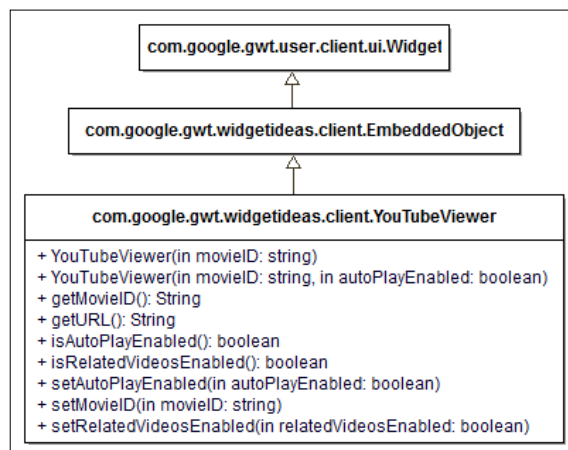 com.google.gwt.user.client.ui.Widget
com.google.gwt.widgetideas.client.EmbeddedObject
com.google.gwt.widgetideas.client.YouTubeViewer
+ YouTubeViewer(in movieID: string)
+ YouTubeViewer(in movieID: string, in autoPlayEnabled: boolean)
+ getMovieID(): String
+ getURL(): String
+ isAutoPlayEnabled(): boolean
+ isRelatedVideosEnabled(): boolean
+ setAutoPlayEnabled(in autoPlayEnabled: boolean)
+ setMovieID(in movieID: string)
+ setRelatedVideosEnabled(in relatedVideosEnabled: boolean)